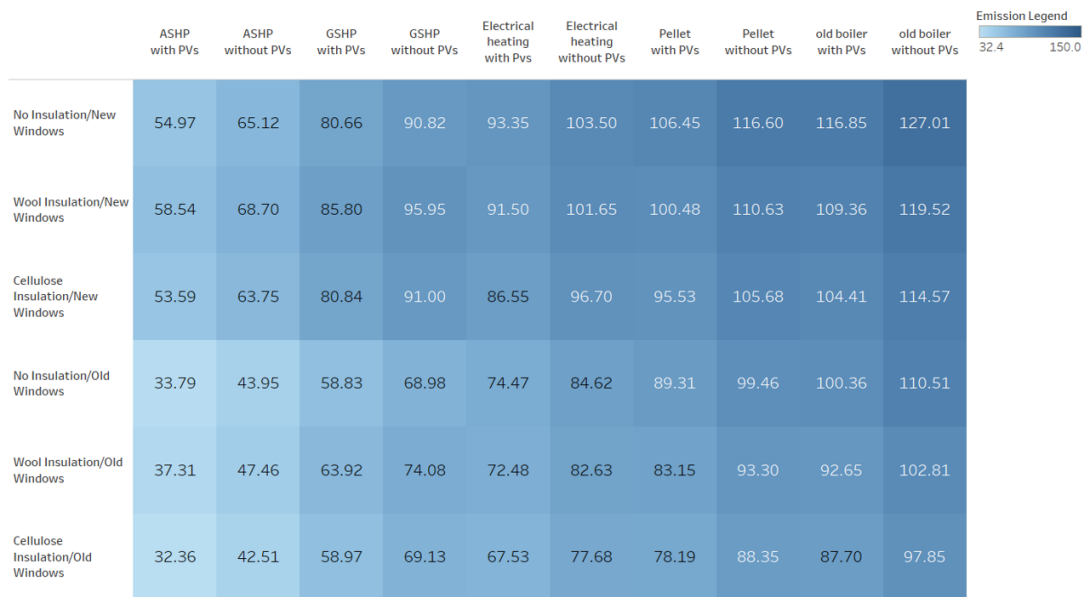 Emission Legend
32.4 150.0
ASHP
with PVs
ASHP
without PVs
GSHP
with PVs
GSHP
without PVs
Electrical
heating
with Pvs
Electrical
heating
without PVs
Pellet
with PVs
Pellet
without PVs
old boiler
with PVs
old boiler
without PVs
No Insulation/New
Windows
54.97 65.12 80.66 90.82 93.35 103.50 106.45 116.60 116.85 127.01
Wool Insulation/New
Windows
58.54 68.70 85.80 95.95 91.50 101.65 100.48 110.63 109.36 119.52
Cellulose
Insulation/New
Windows
53.59 63.75 80.84 91.00 86.55 96.70 95.53 105.68 104.41 114.57
No Insulation/Old
Windows
33.79 43.95 58.83 68.98 74.47 84.62 89.31 99.46 100.36 110.51
Wool Insulation/Old
Windows
37.31 47.46 63.92 74.08 72.48 82.63 83.15 93.30 92.65 102.81
Cellulose
Insulation/Old
Windows
32.36 42.51 58.97 69.13 67.53 77.68 78.19 88.35 87.70 97.85